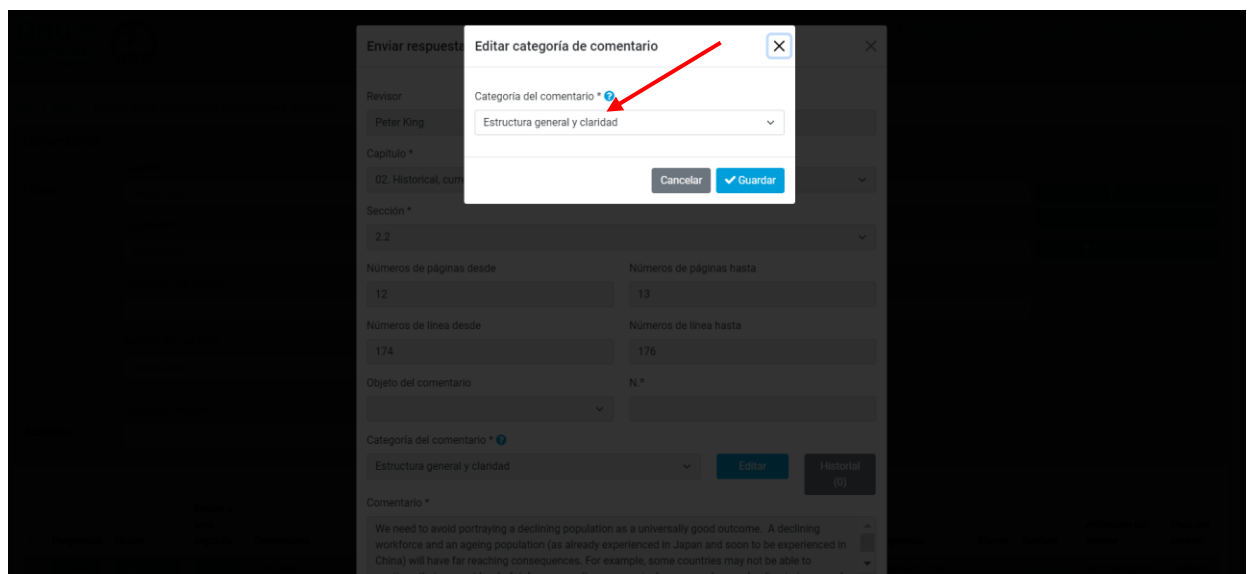 Enviar respuesta
Editar categoría de comentario
Revisor
Categoría del comentario *
Peter King
Estructura general y claridad
Capítulo *
02. Historical, curr
Cancelar
Guardar
Sección *
2.2
Números de páginas desde
Números de páginas hasta
12
13
Números de línea desde
Números de línea hasta
174
176
Objeto del comentario
N.º
Categoría del comentario *
Estructura general y claridad
Editar
Historial
(0)
Comentario *
We need to avoid portraying a declining population as a universally good outcome. A declining
workforce and an ageing population (as already experienced in Japan and soon to be experienced in
China) will have far reaching consequences. For example, some countries may not be able to